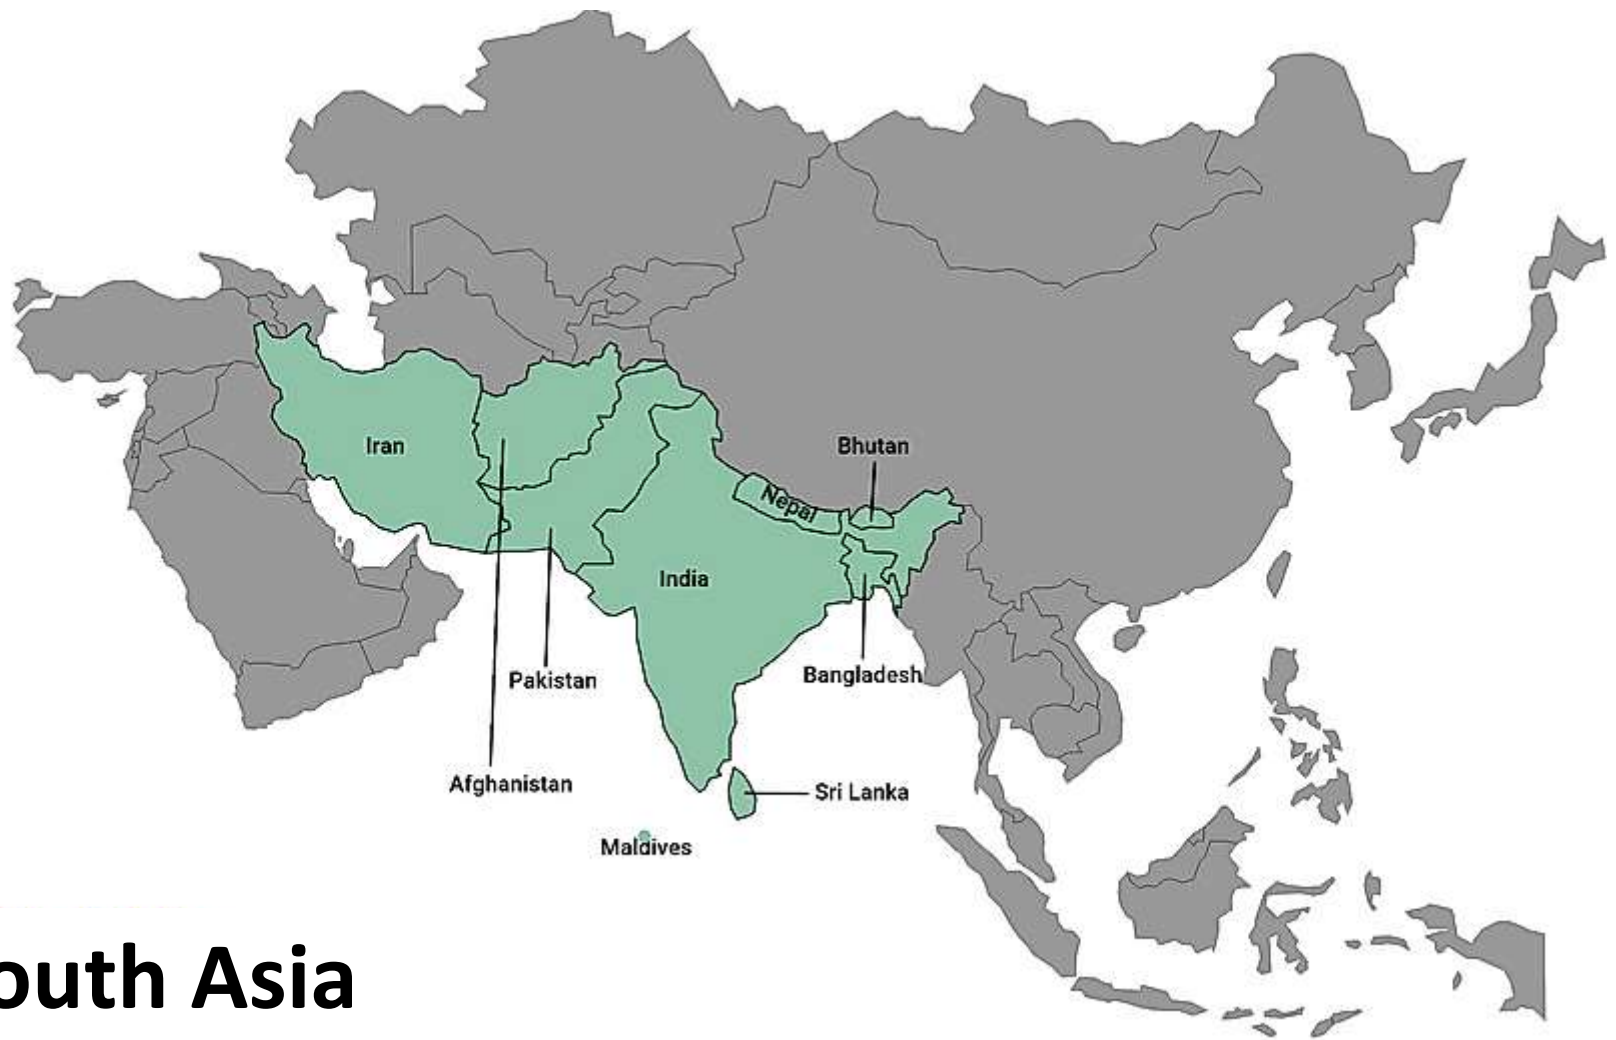 Iran
Bhutan
Nepal
India
Pakistan
Bangladesh
Afghanistan
Sri Lanka
Maldives
outh Asia